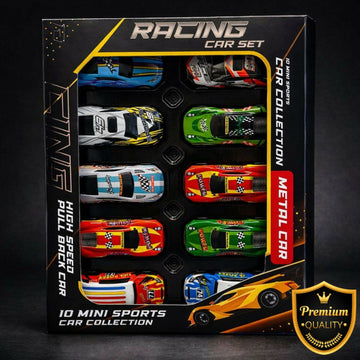 RACING
CAR SET
10 MINI SPORTS
CAR COLLECTION
METAL CAR
HIGH SPEED
PULL BACK CAR
10 MINI SPORTS
CAR COLLECTION
Premium
QUALITY